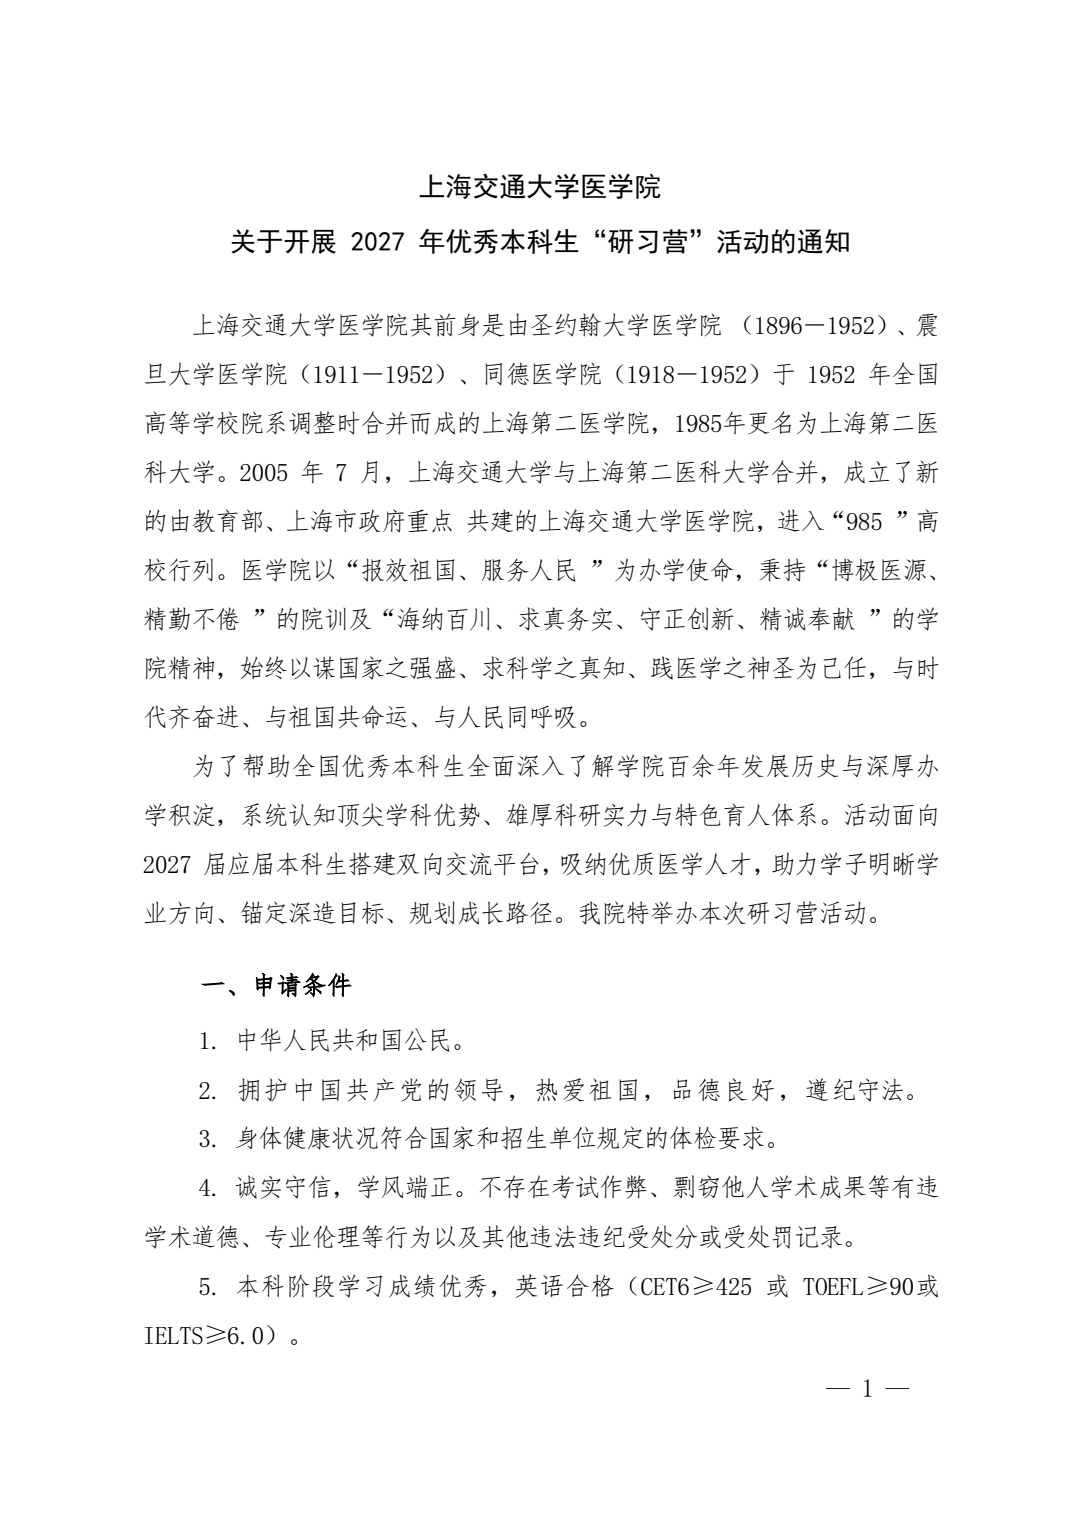 上海交通大学医学院
关于开展 2027 年优秀本科生“研习营”活动的通知
上海交通大学医学院其前身是由圣约翰大学医学院 （1896－1952）、震
旦大学医学院（1911－1952）、同德医学院（1918－1952）于 1952 年全国
高等学校院系调整时合并而成的上海第二医学院，1985年更名为上海第二医
科大学。2005 年 7 月，上海交通大学与上海第二医科大学合并，成立了新
的由教育部、上海市政府重点 共建的上海交通大学医学院，进入“985 ”高
校行列。医学院以“报效祖国、服务人民 ”为办学使命，秉持“博极医源、
精勤不倦 ”的院训及“海纳百川、求真务实、守正创新、精诚奉献 ”的学
院精神，始终以谋国家之强盛、求科学之真知、践医学之神圣为己任，与时
代齐奋进、与祖国共命运、与人民同呼吸。
为了帮助全国优秀本科生全面深入了解学院百余年发展历史与深厚办
学积淀，系统认知顶尖学科优势、雄厚科研实力与特色育人体系。活动面向
2027 届应届本科生搭建双向交流平台，吸纳优质医学人才，助力学子明晰学
业方向、锚定深造目标、规划成长路径。我院特举办本次研习营活动。
一、申请条件
1. 中华人民共和国公民。
2. 拥护中国共产党的领导，热爱祖国，品德良好，遵纪守法。
3. 身体健康状况符合国家和招生单位规定的体检要求。
4. 诚实守信，学风端正。不存在考试作弊、剽窃他人学术成果等有违
学术道德、专业伦理等行为以及其他违法违纪受处分或受处罚记录。
5. 本科阶段学习成绩优秀，英语合格（CET6≥425 或 TOEFL≥90或
IELTS≥6.0）。
— 1 —